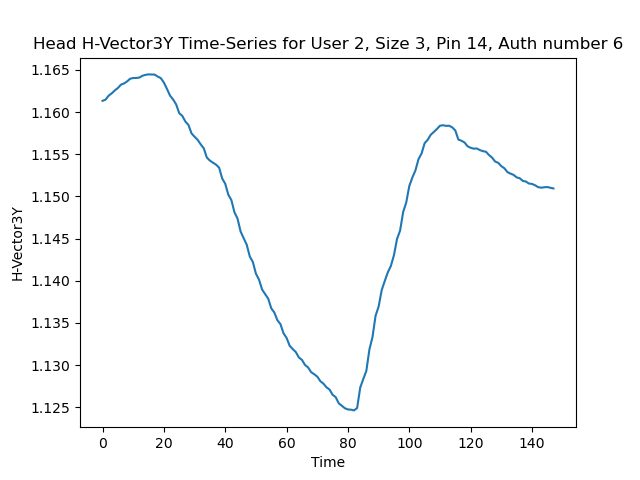 Head H-Vector3Y Time-Series for User 2, Size 3, Pin 14, Auth number 6
1.165
1.160
1.155
1.150
1.145
1.140
1.135
1.130
1.125
H-Vector3Y
0 20 40 60 80 100 120 140
Time